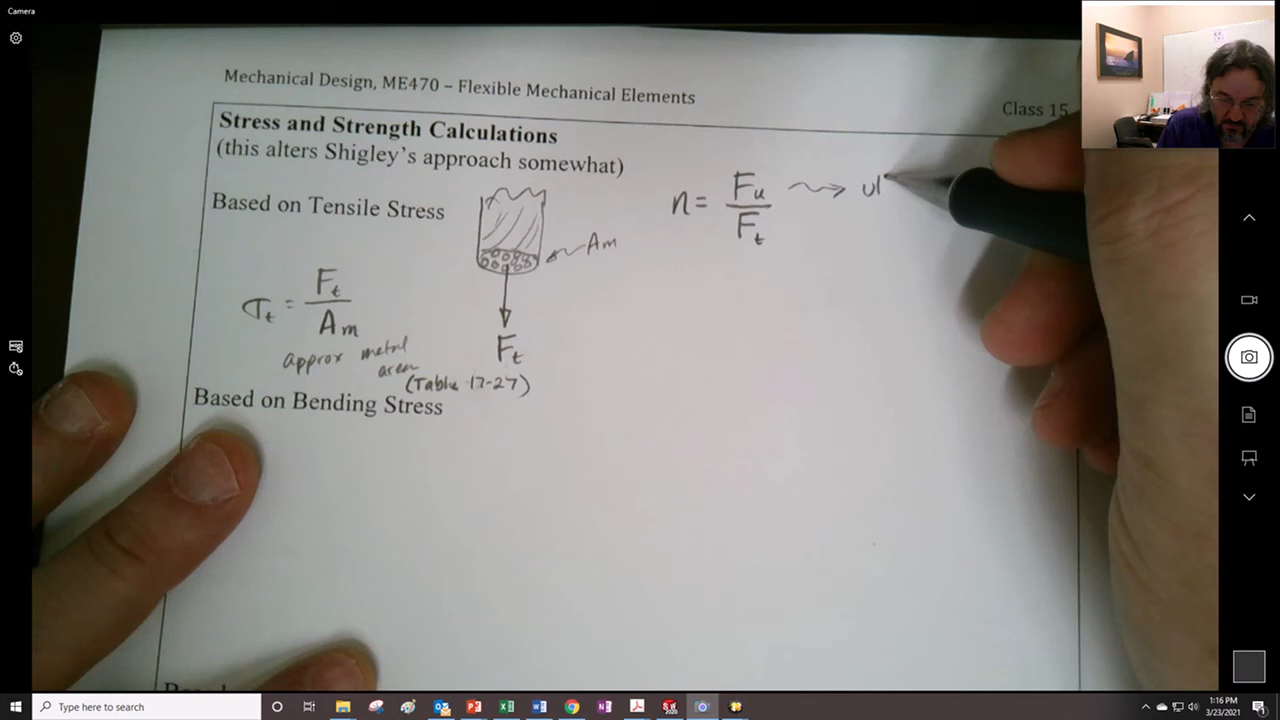 Camera
Mechanical Design, ME470 – Flexible Mechanical Elements
Class 15
Stress and Strength Calculations
(this alters Shigley's approach somewhat)
Based on Tensile Stress
n = Fu / Ft → ul
Am
σt = Ft / Am
approx metal area
(Table 17-27)
Ft
Based on Bending Stress
Type here to search
1:16 PM
3/23/2021